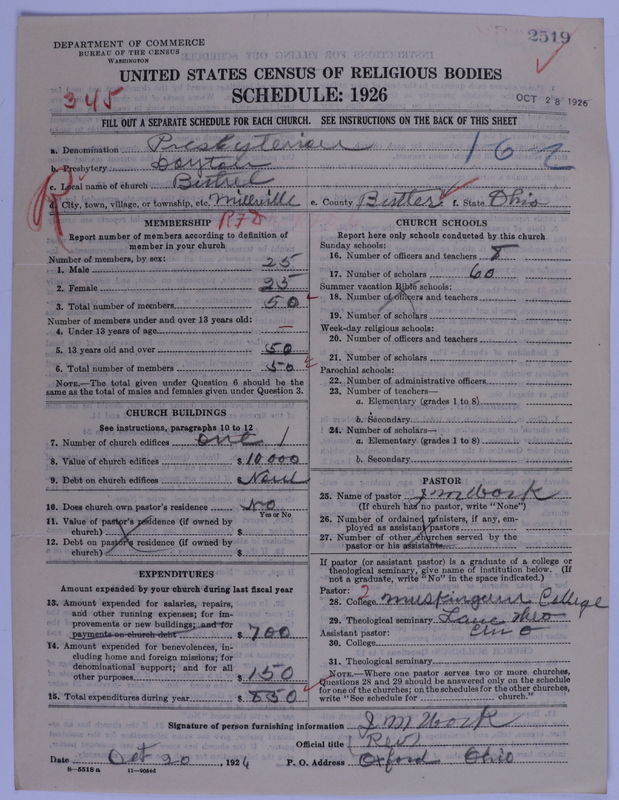 2519
DEPARTMENT OF COMMERCE
BUREAU OF THE CENSUS
WASHINGTON
UNITED STATES CENSUS OF RELIGIOUS BODIES
345
SCHEDULE: 1926
OCT 28 1926
FILL OUT A SEPARATE SCHEDULE FOR EACH CHURCH. SEE INSTRUCTIONS ON THE BACK OF THIS SHEET
a. Denomination Presbyterian
162
b. Presbytery Dayton
c. Local name of church Bethel
R
d. City, town, village, or township, etc. Millville e. County Butler f. State Ohio
MEMBERSHIP RFD
Report number of members according to definition of
member in your church
Number of members, by sex:
1. Male 25
2. Female 25
3. Total number of members 50
Number of members under and over 13 years old:
4. Under 13 years of age —
5. 13 years old and over 50
6. Total number of members 50
NOTE.—The total given under Question 6 should be the
same as the total of males and females given under Question 3.
CHURCH BUILDINGS
See instructions, paragraphs 10 to 12
7. Number of church edifices one 1
8. Value of church edifices $ 10000
9. Debt on church edifices $ None
10. Does church own pastor's residence No
Yes or No
11. Value of pastor's residence (if owned by
church) $
12. Debt on pastor's residence (if owned by
church) $
EXPENDITURES
Amount expended by your church during last fiscal year
13. Amount expended for salaries, repairs,
and other running expenses; for im-
provements or new buildings; and for
payments on church debt $ 700
14. Amount expended for benevolences, in-
cluding home and foreign missions; for
denominational support; and for all
other purposes $ 150
15. Total expenditures during year $ 850
CHURCH SCHOOLS
Report here only schools conducted by this church
Sunday schools:
16. Number of officers and teachers 8
17. Number of scholars 60
Summer vacation Bible schools:
18. Number of officers and teachers
19. Number of scholars
Week-day religious schools:
20. Number of officers and teachers
21. Number of scholars
Parochial schools:
22. Number of administrative officers
23. Number of teachers—
a. Elementary (grades 1 to 8)
b. Secondary
24. Number of scholars—
a. Elementary (grades 1 to 8)
b. Secondary
PASTOR
25. Name of pastor J M Work
(If church has no pastor, write "None")
26. Number of ordained ministers, if any, em-
ployed as assistant pastors
27. Number of other churches served by the
pastor or his assistants
If pastor (or assistant pastor) is a graduate of a college or
theological seminary, give name of institution below. (If
not a graduate, write "No" in the space indicated.)
Pastor: 2
28. College Muskingum College
29. Theological seminary Lane Theo
Assistant pastor: Cin O
30. College
31. Theological seminary
NOTE.—Where one pastor serves two or more churches,
Questions 28 and 29 should be answered only on the schedule
for one of the churches; on the schedules for the other churches,
write "See schedule for church."
Signature of person furnishing information J M Work
Official title Rev
Date Oct 20, 1926 P. O. Address Oxford Ohio
8—5518 a 11—9054d